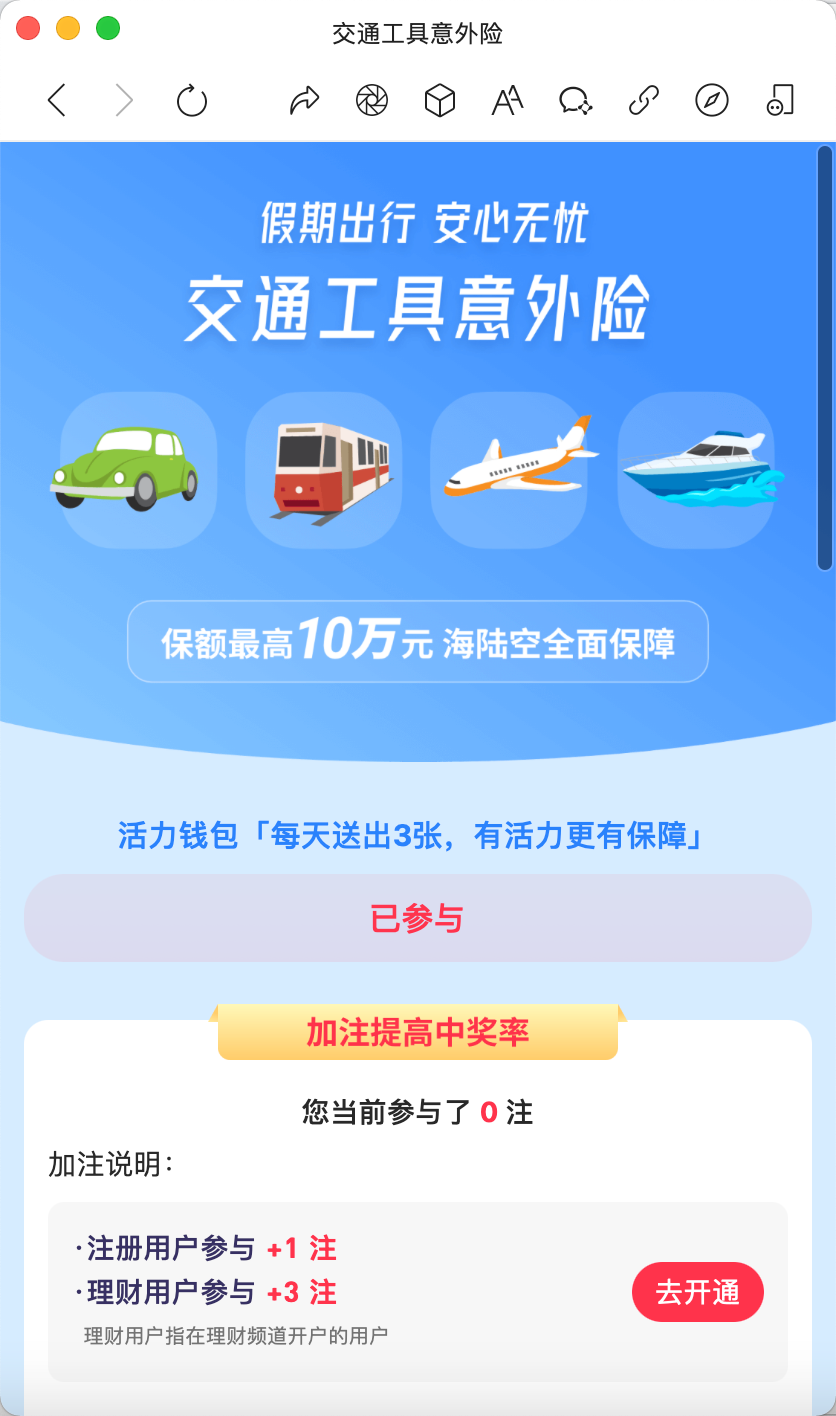 交通工具意外险
假期出行 安心无忧
交通工具意外险
保额最高10万元 海陆空全面保障
活力钱包「每天送出3张，有活力更有保障」
已参与
加注提高中奖率
您当前参与了 0 注
加注说明：
·注册用户参与 +1 注
·理财用户参与 +3 注
去开通
理财用户指在理财频道开户的用户